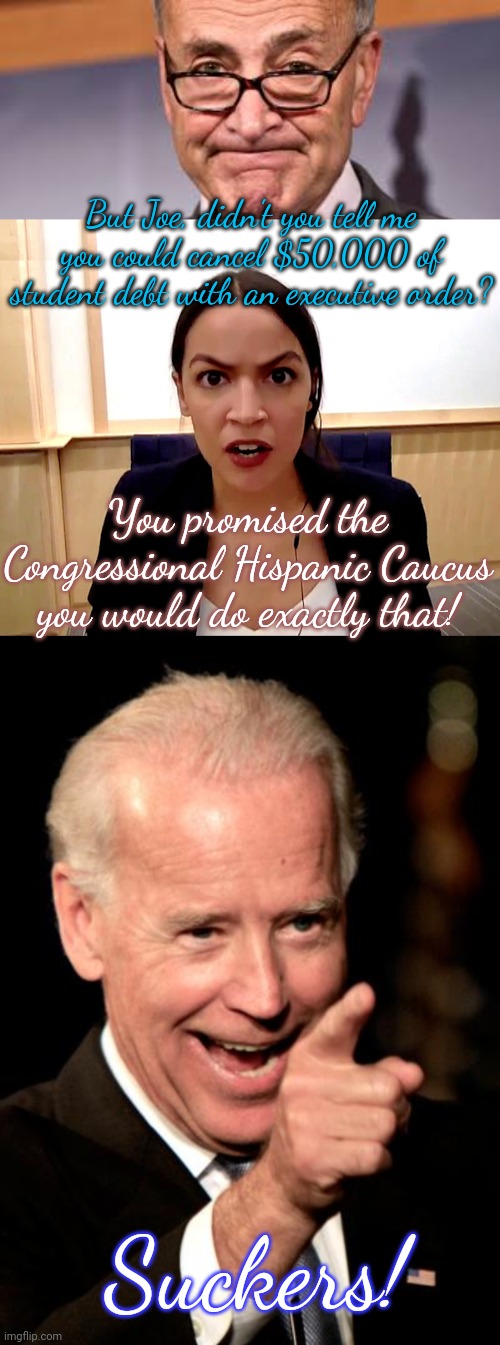 But Joe, didn't you tell me
you could cancel $50,000 of
student debt with an executive order?
You promised the
Congressional Hispanic Caucus
you would do exactly that!
Suckers!
imgflip.com